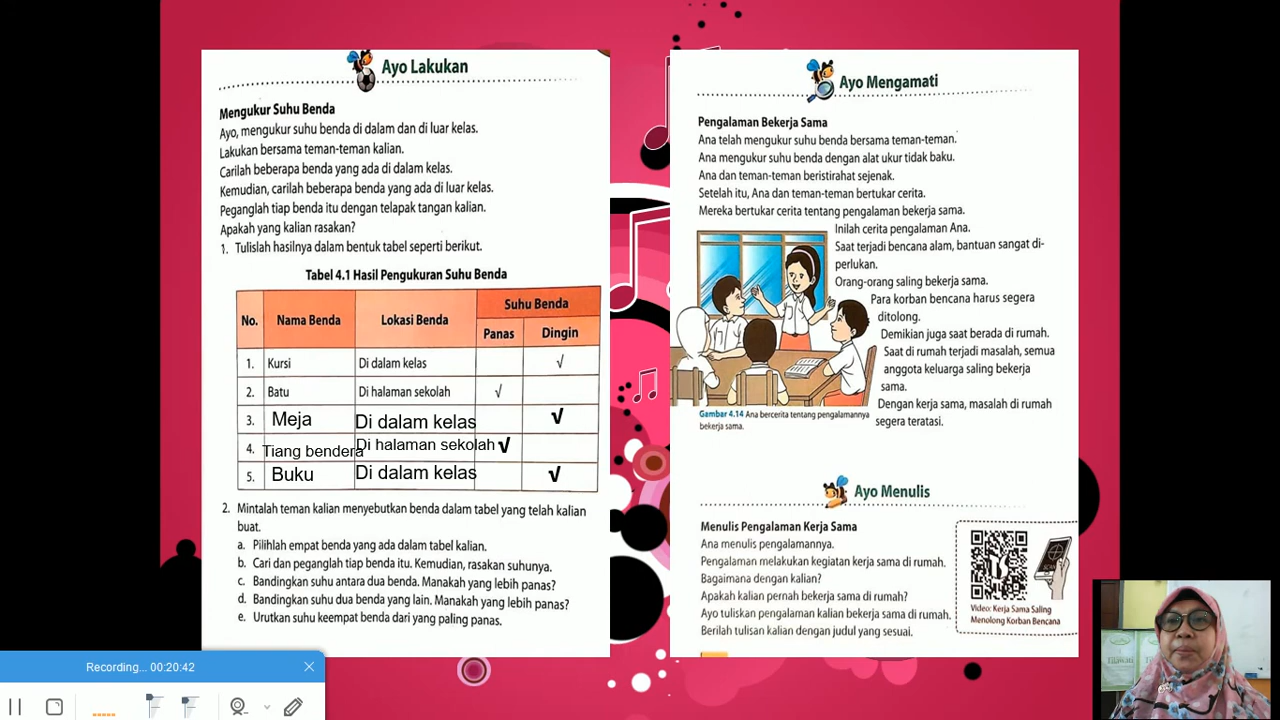 Ayo Lakukan
Mengukur Suhu Benda
Ayo, mengukur suhu benda di dalam dan di luar kelas.
Lakukan bersama teman-teman kalian.
Carilah beberapa benda yang ada di dalam kelas.
Kemudian, carilah beberapa benda yang ada di luar kelas.
Peganglah tiap benda itu dengan telapak tangan kalian.
Apakah yang kalian rasakan?
1. Tulislah hasilnya dalam bentuk tabel seperti berikut.
Tabel 4.1 Hasil Pengukuran Suhu Benda
No. Nama Benda Lokasi Benda Suhu Benda
Panas Dingin
1. Kursi Di dalam kelas √
2. Batu Di halaman sekolah √
3. Meja Di dalam kelas √
4. Tiang bendera Di halaman sekolah √
5. Buku Di dalam kelas √
2. Mintalah teman kalian menyebutkan benda dalam tabel yang telah kalian
buat.
a. Pilihlah empat benda yang ada dalam tabel kalian.
b. Cari dan peganglah tiap benda itu. Kemudian, rasakan suhunya.
c. Bandingkan suhu antara dua benda. Manakah yang lebih panas?
d. Bandingkan suhu dua benda yang lain. Manakah yang lebih panas?
e. Urutkan suhu keempat benda dari yang paling panas.
Ayo Mengamati
Pengalaman Bekerja Sama
Ana telah mengukur suhu benda bersama teman-teman.
Ana mengukur suhu benda dengan alat ukur tidak baku.
Ana dan teman-teman beristirahat sejenak.
Setelah itu, Ana dan teman-teman bertukar cerita.
Mereka bertukar cerita tentang pengalaman bekerja sama.
Inilah cerita pengalaman Ana.
Saat terjadi bencana alam, bantuan sangat di-
perlukan.
Orang-orang saling bekerja sama.
Para korban bencana harus segera
ditolong.
Demikian juga saat berada di rumah.
Saat di rumah terjadi masalah, semua
anggota keluarga saling bekerja
sama.
Dengan kerja sama, masalah di rumah
segera teratasi.
Gambar 4.14 Ana bercerita tentang pengalamannya
bekerja sama.
Ayo Menulis
Menulis Pengalaman Kerja Sama
Ana menulis pengalamannya.
Pengalaman melakukan kegiatan kerja sama di rumah.
Bagaimana dengan kalian?
Apakah kalian pernah bekerja sama di rumah?
Ayo tuliskan pengalaman kalian bekerja sama di rumah.
Berilah tulisan kalian dengan judul yang sesuai.
Video: Kerja Sama Saling
Menolong Korban Bencana
Recording... 00:20:42